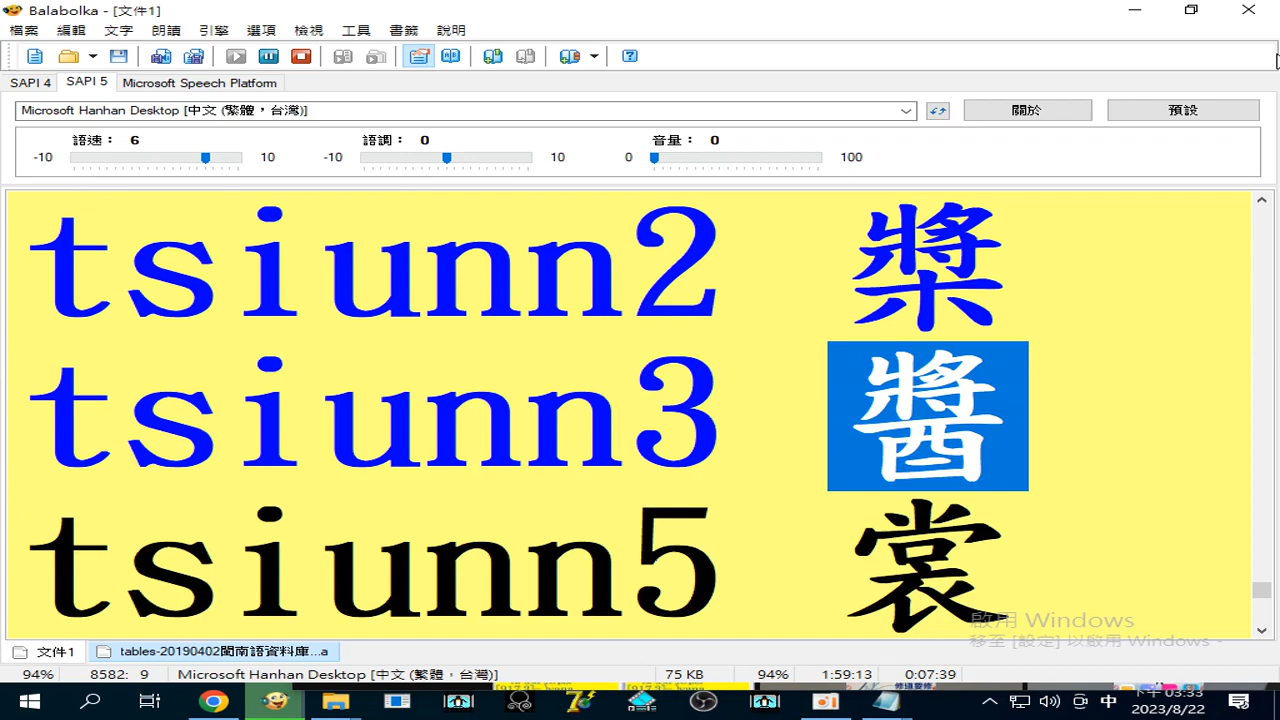 Balabolka - [文件1]
檔案 編輯 文字 朗讀 引擎 選項 檢視 工具 書籤 說明
SAPI 4 SAPI 5 Microsoft Speech Platform
Microsoft Hanhan Desktop [中文 (繁體，台灣)] 關於 預設
語速： 6 語調： 0 音量： 0
-10 10 -10 10 0 100
tsiunn2 槳
tsiunn3 醬
tsiunn5 裳
啟用 Windows
移至 [設定] 以啟用 Windows。
文件1 tables-20190402閩南語資料庫...a
94% 8582: 9 Microsoft Hanhan Desktop [中文 (繁體，台灣)] 75 KB 94% 1:59:13 0:07:39
中 下午 03:33
2023/8/22